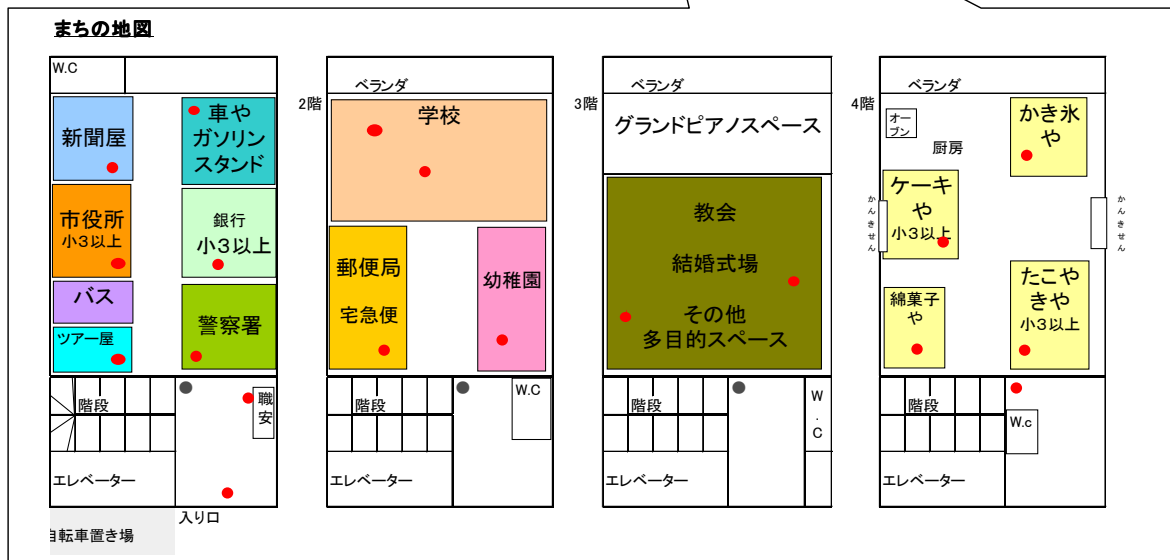 まちの地図
W.C
新聞屋
車や
ガソリン
スタンド
市役所
小3以上
銀行
小3以上
バス
ツアー屋
警察署
階段
職
安
エレベーター
入り口
自転車置き場
2階
ベランダ
学校
郵便局
宅急便
幼稚園
階段
W.C
エレベーター
3階
ベランダ
グランドピアノスペース
教会
結婚式場
その他
多目的スペース
階段
W
.
C
エレベーター
4階
ベランダ
オー
ブン
厨房
かき氷
や
かんきせん
ケーキ
や
小3以上
かんきせん
綿菓子
や
たこや
きや
小3以上
階段
W.c
エレベーター